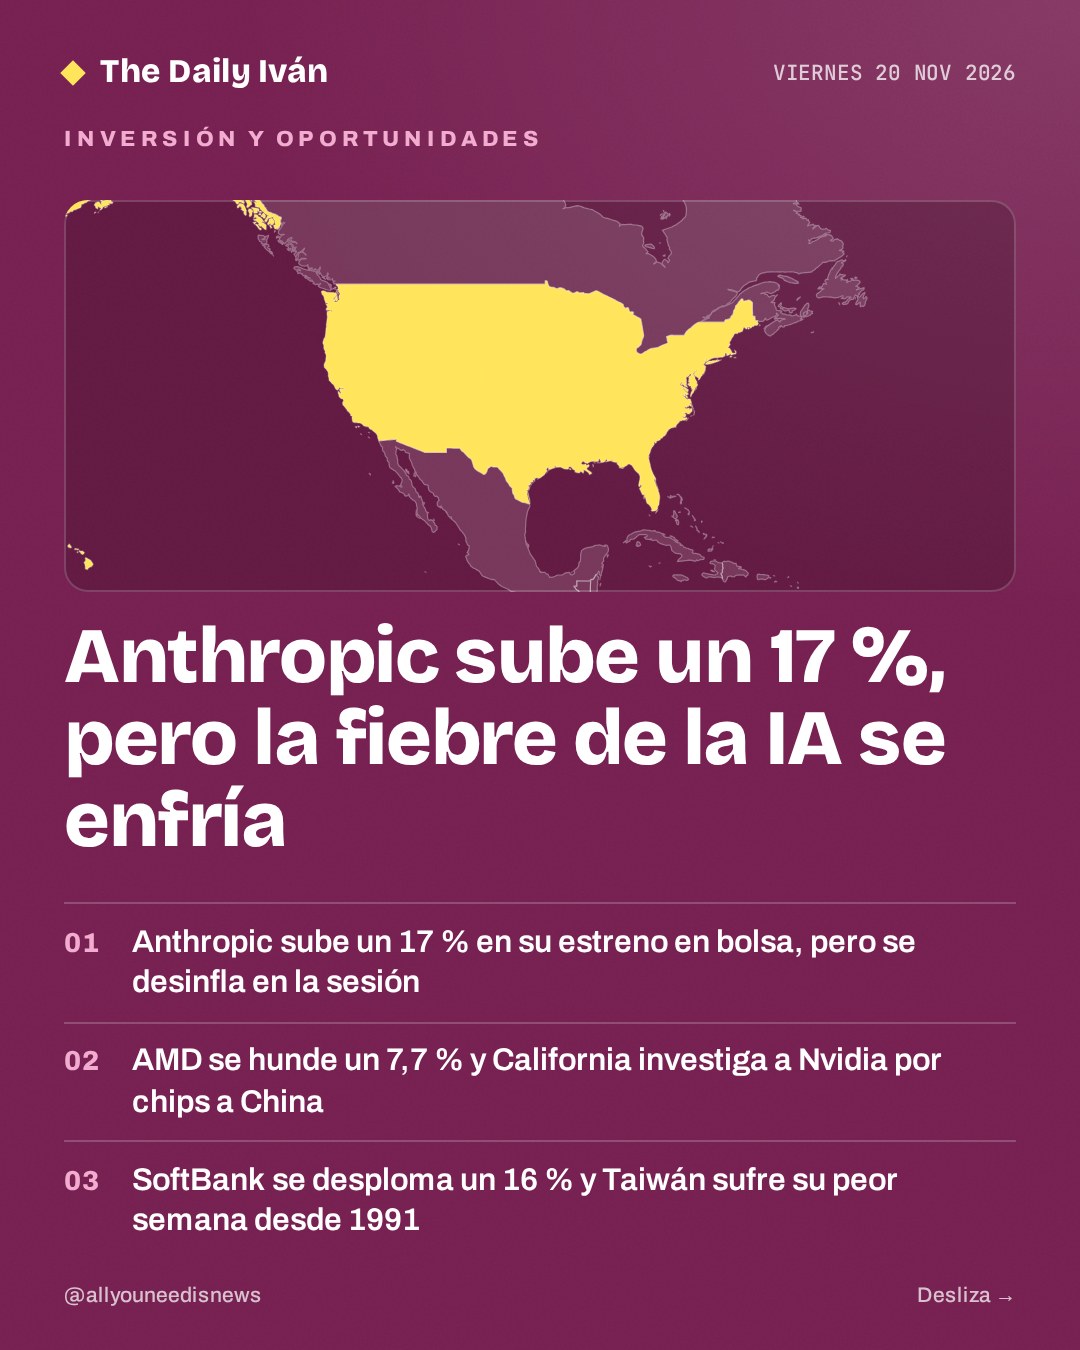 The Daily Iván
VIERNES 20 NOV 2026
INVERSIÓN Y OPORTUNIDADES
Anthropic sube un 17 %,
pero la fiebre de la IA se
enfría
01 Anthropic sube un 17 % en su estreno en bolsa, pero se
desinfla en la sesión
02 AMD se hunde un 7,7 % y California investiga a Nvidia por
chips a China
03 SoftBank se desploma un 16 % y Taiwán sufre su peor
semana desde 1991
@allyouneedisnews
Desliza →